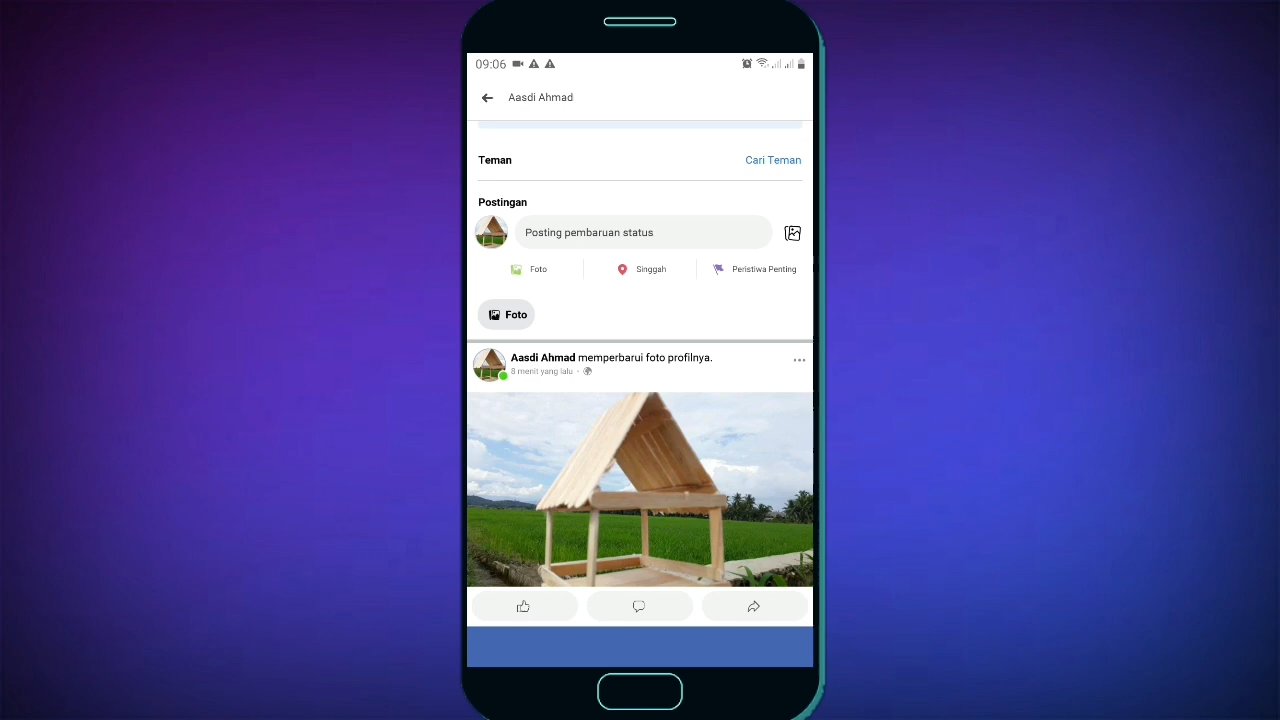 09:06
Aasdi Ahmad
Teman Cari Teman
Postingan
Posting pembaruan status
Foto Singgah Peristiwa Penting
Foto
Aasdi Ahmad memperbarui foto profilnya.
8 menit yang lalu ·